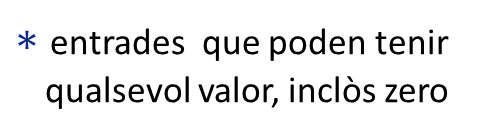 * entrades que poden tenir
qualsevol valor, inclòs zero